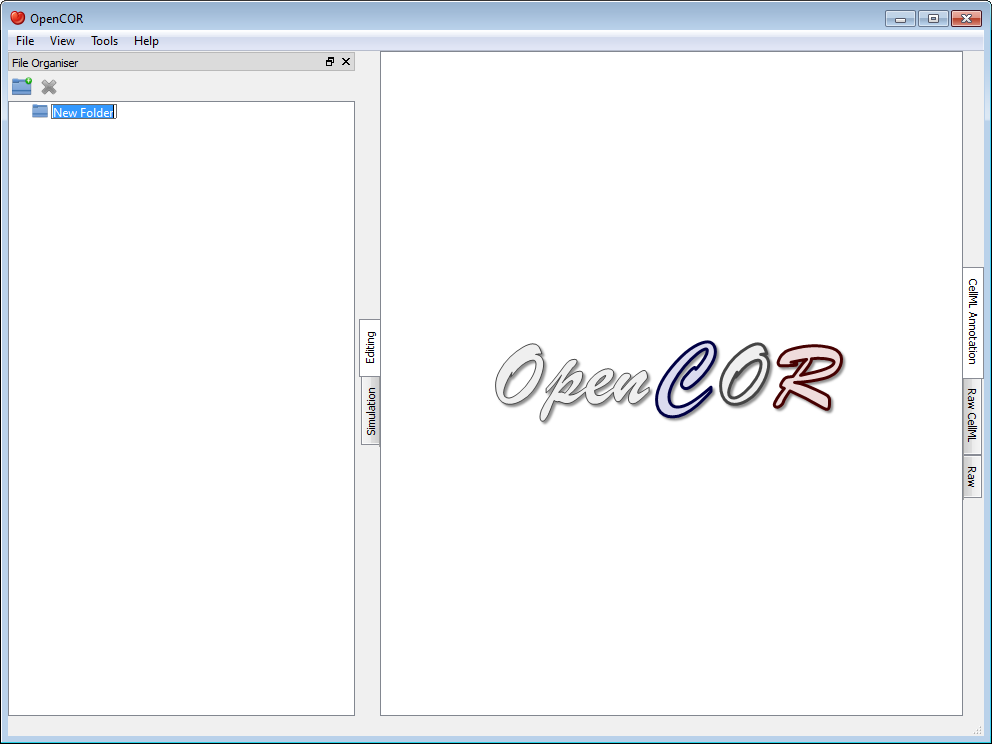 OpenCOR
File View Tools Help
File Organiser
New Folder
Editing
Simulation
OpenCOR
CellML Annotation
Raw CellML
Raw